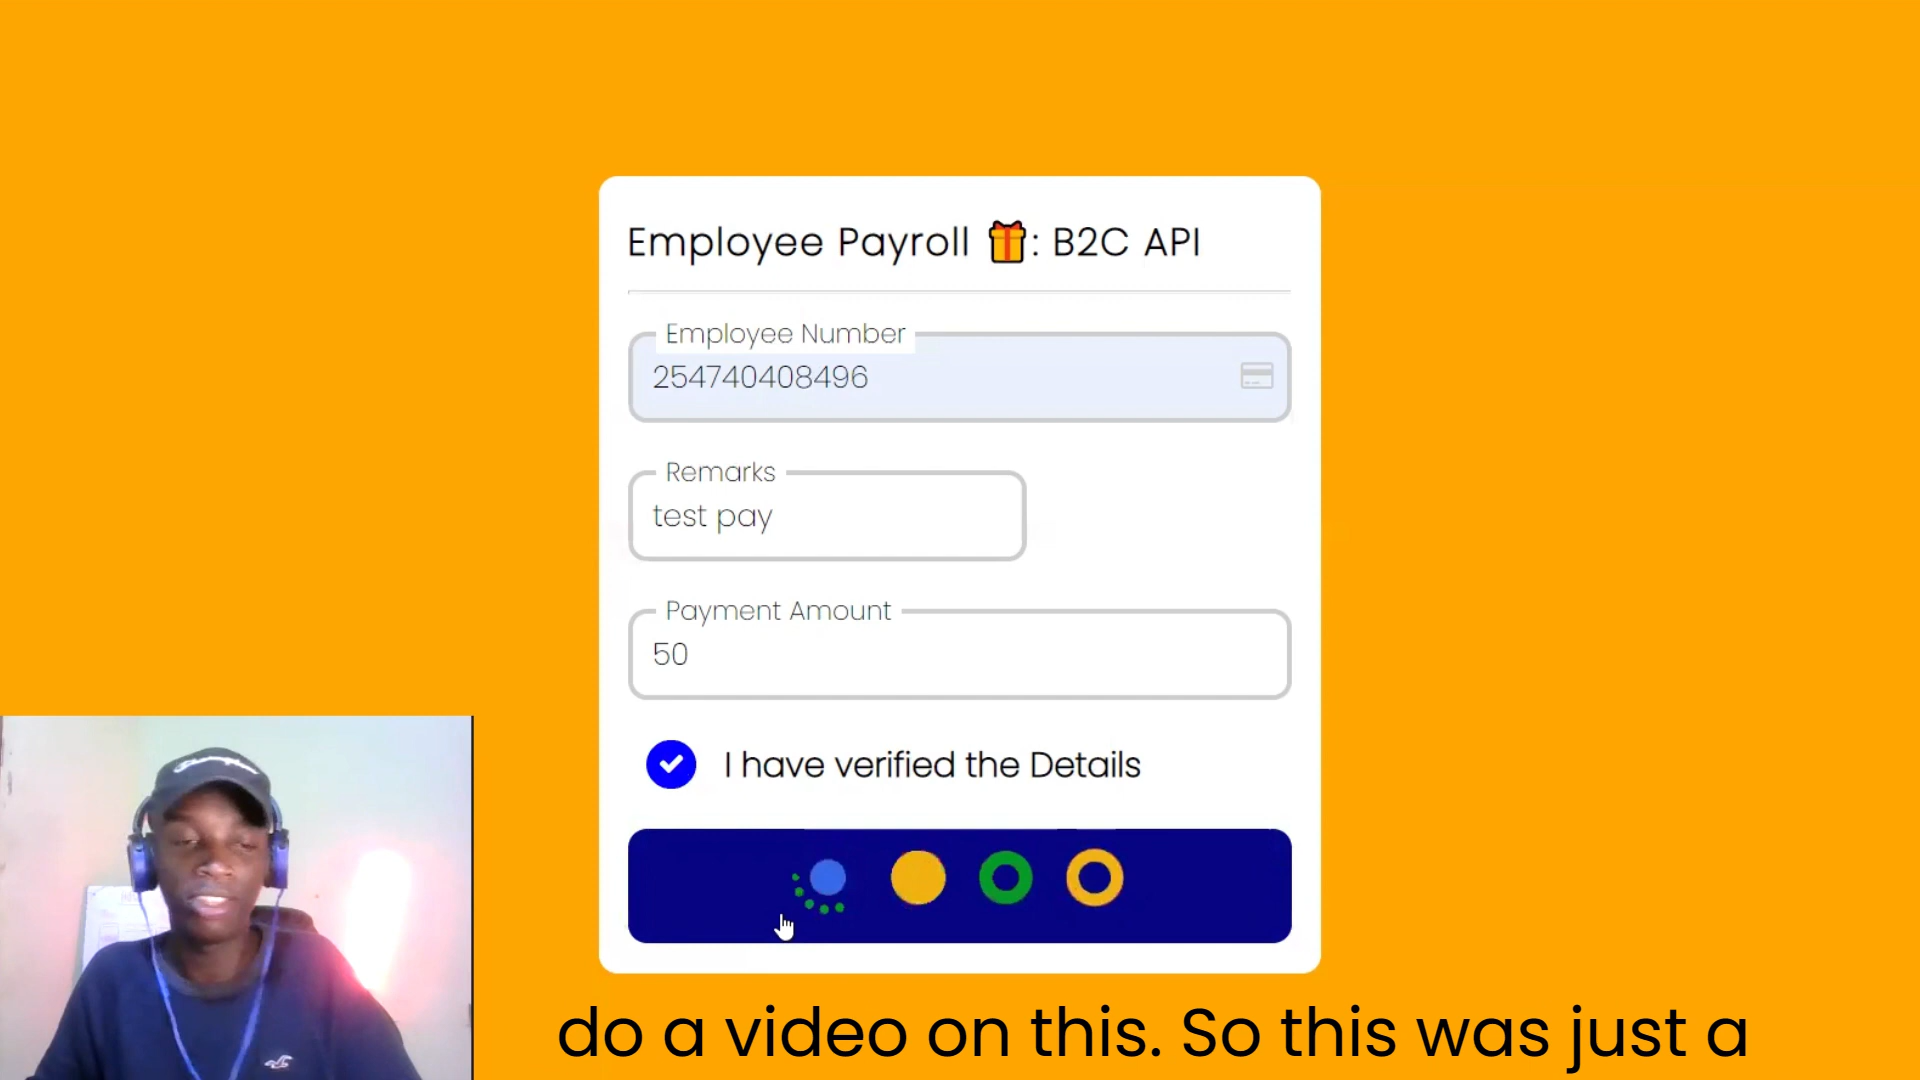 Employee Payroll 🎁: B2C API
Employee Number
254740408496
Remarks
test pay
Payment Amount
50
I have verified the Details
Champion
do a video on this. So this was just a